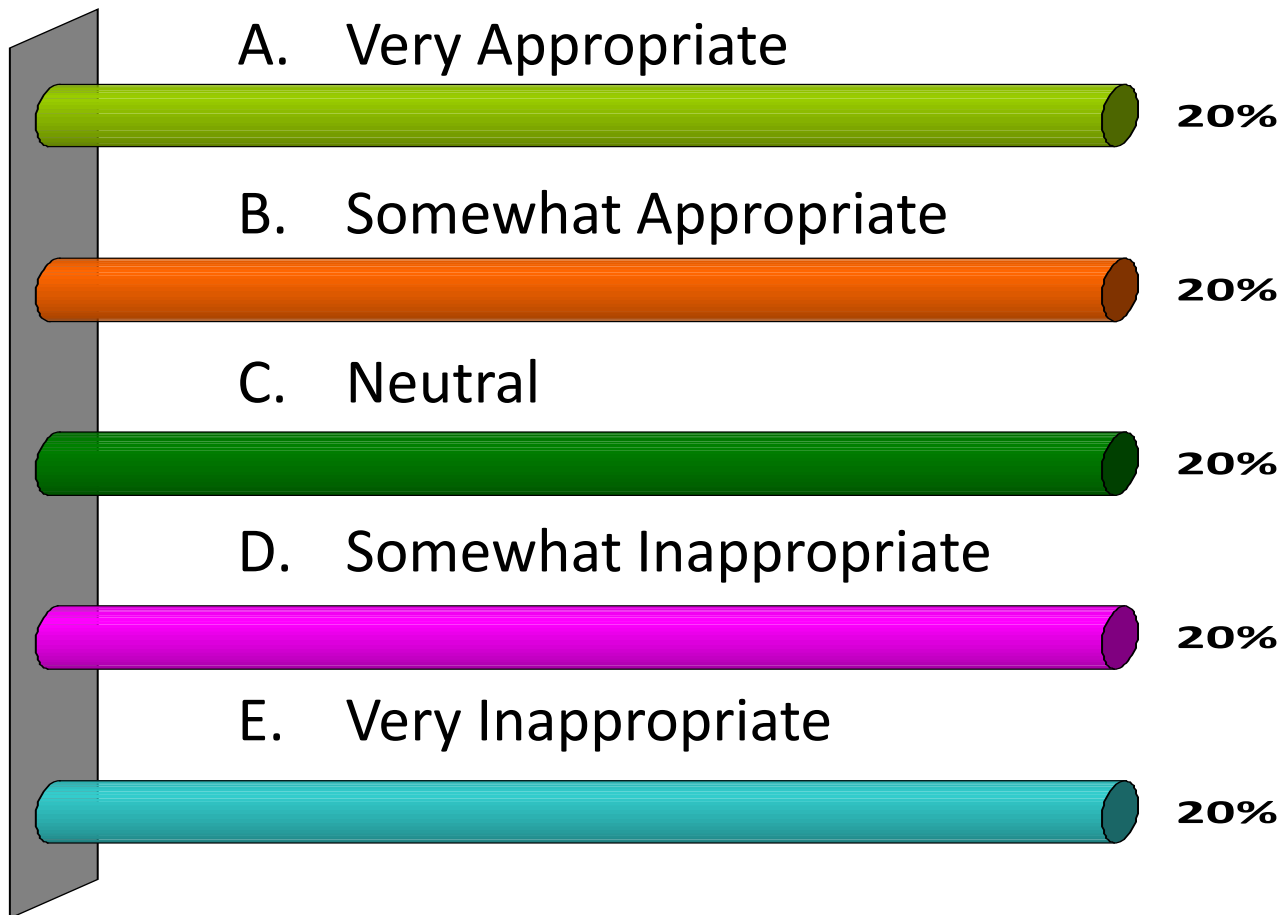 A. Very Appropriate
20%
B. Somewhat Appropriate
20%
C. Neutral
20%
D. Somewhat Inappropriate
20%
E. Very Inappropriate
20%